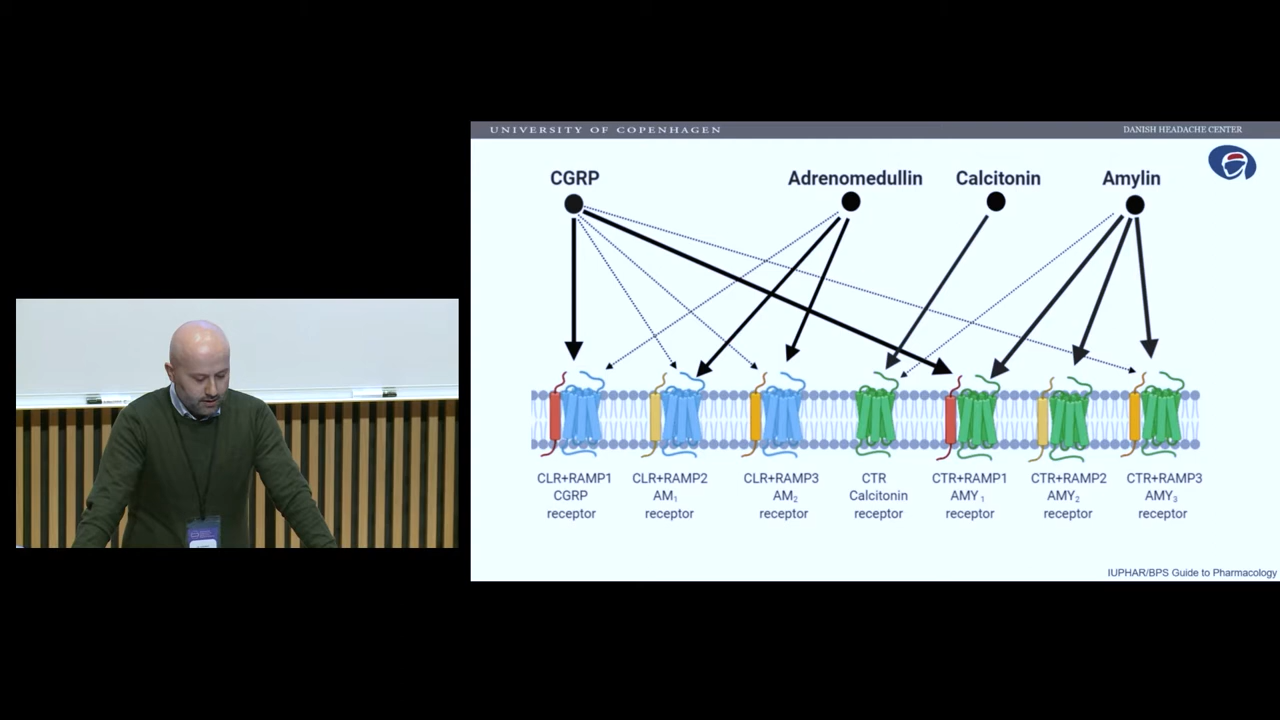 UNIVERSITY OF COPENHAGEN
DANISH HEADACHE CENTER
CGRP
Adrenomedullin
Calcitonin
Amylin
CLR+RAMP1
CGRP
receptor
CLR+RAMP2
AM₁
receptor
CLR+RAMP3
AM₂
receptor
CTR
Calcitonin
receptor
CTR+RAMP1
AMY₁
receptor
CTR+RAMP2
AMY₂
receptor
CTR+RAMP3
AMY₃
receptor
IUPHAR/BPS Guide to Pharmacology